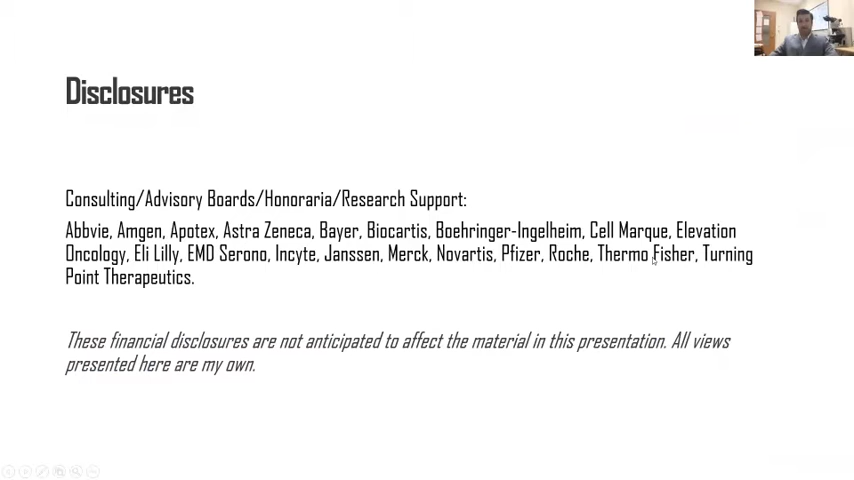 Disclosures
Consulting/Advisory Boards/Honoraria/Research Support:
Abbvie, Amgen, Apotex, Astra Zeneca, Bayer, Biocartis, Boehringer-Ingelheim, Cell Marque, Elevation
Oncology, Eli Lilly, EMD Serono, Incyte, Janssen, Merck, Novartis, Pfizer, Roche, Thermo Fisher, Turning
Point Therapeutics.
These financial disclosures are not anticipated to affect the material in this presentation. All views
presented here are my own.